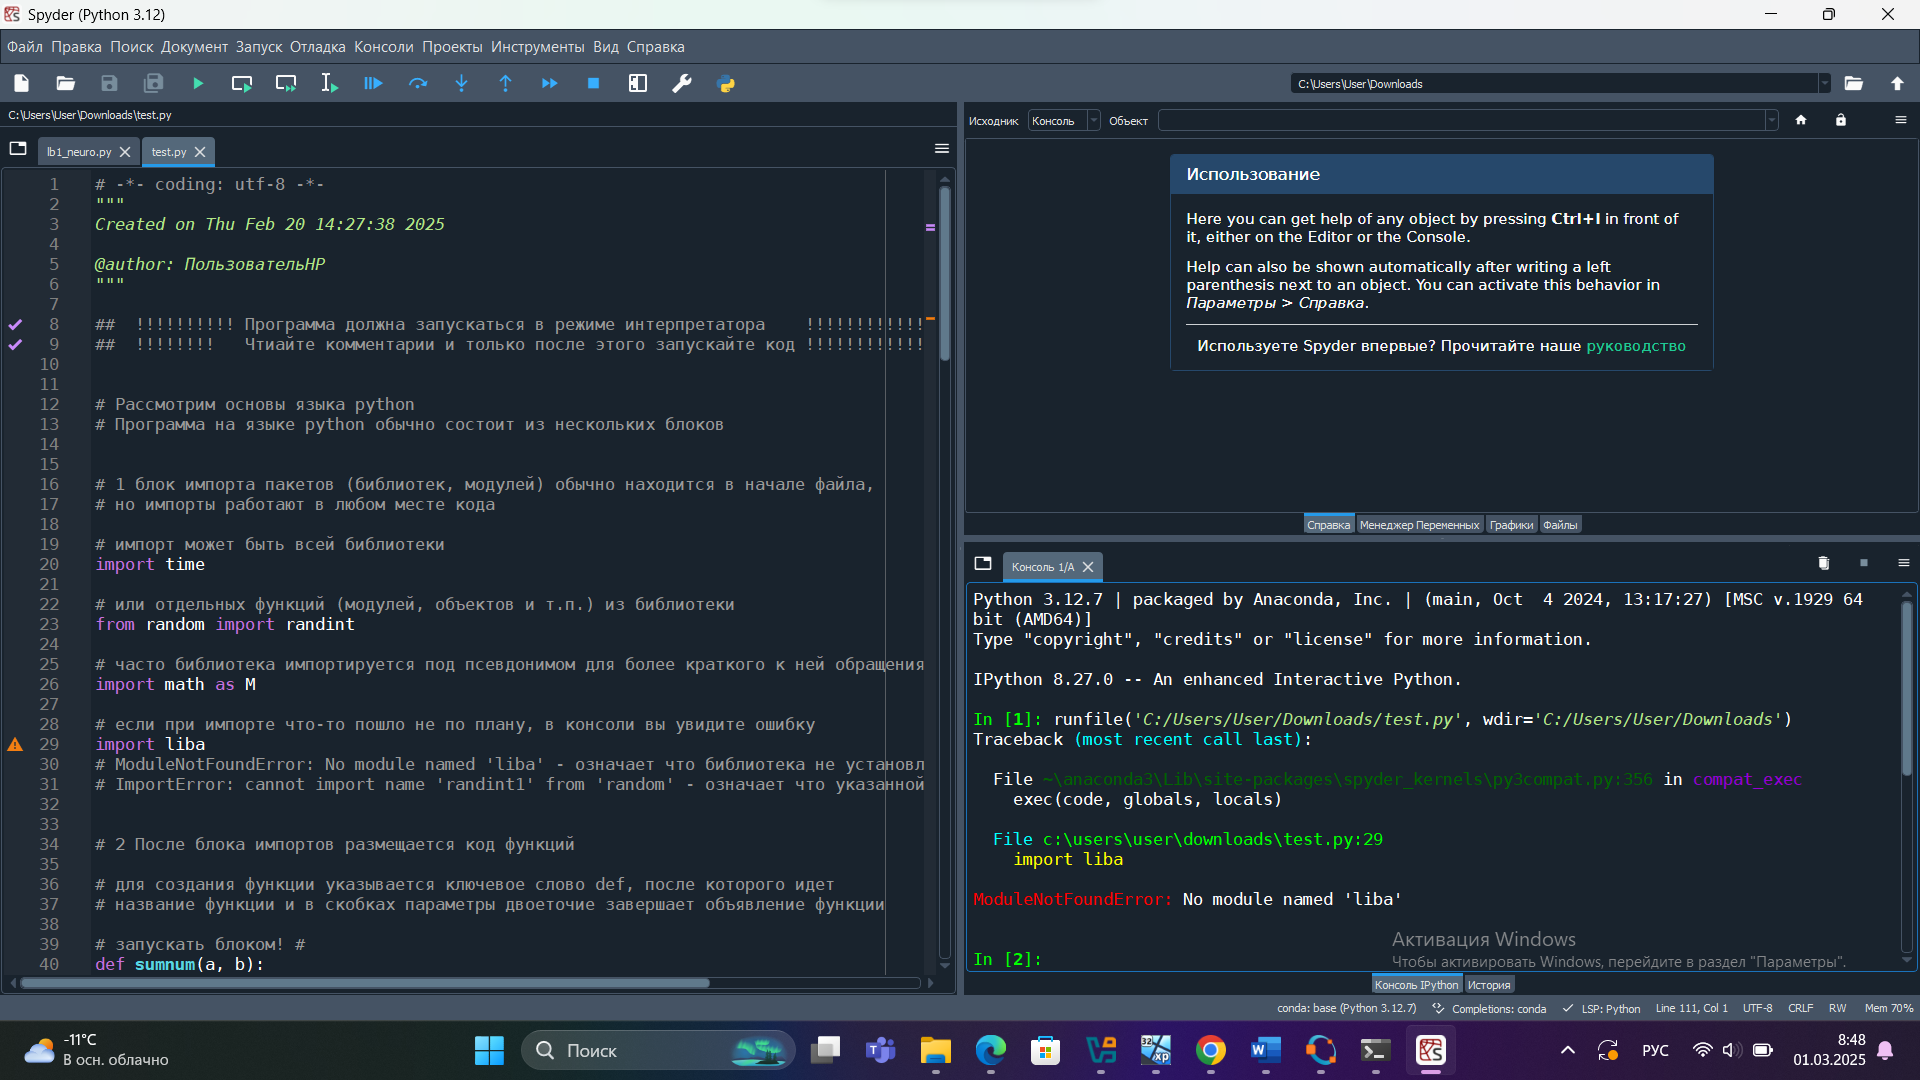 Spyder (Python 3.12)
Файл Правка Поиск Документ Запуск Отладка Консоли Проекты Инструменты Вид Справка
C:\Users\User\Downloads
C:\Users\User\Downloads\test.py
lb1_neuro.py
test.py
1 # -*- coding: utf-8 -*-
2 """
3 Created on Thu Feb 20 14:27:38 2025
4
5 @author: ПользовательHP
6 """
7
8 ##  !!!!!!!!!! Программа должна запускаться в режиме интерпретатора    !!!!!!!!!!!!
9 ##  !!!!!!!!   Чтиайте комментарии и только после этого запускайте код !!!!!!!!!!!!
10
11
12 # Рассмотрим основы языка python
13 # Программа на языке python обычно состоит из нескольких блоков
14
15
16 # 1 блок импорта пакетов (библиотек, модулей) обычно находится в начале файла,
17 # но импорты работают в любом месте кода
18
19 # импорт может быть всей библиотеки
20 import time
21
22 # или отдельных функций (модулей, объектов и т.п.) из библиотеки
23 from random import randint
24
25 # часто библиотека импортируется под псевдонимом для более краткого к ней обращения
26 import math as M
27
28 # если при импорте что-то пошло не по плану, в консоли вы увидите ошибку
29 import liba
30 # ModuleNotFoundError: No module named 'liba' - означает что библиотека не установл
31 # ImportError: cannot import name 'randint1' from 'random' - означает что указанной
32
33
34 # 2 После блока импортов размещается код функций
35
36 # для создания функции указывается ключевое слово def, после которого идет
37 # название функции и в скобках параметры двоеточие завершает объявление функции
38
39 # запускать блоком! #
40 def sumnum(a, b):
Исходник Консоль Объект
Использование
Here you can get help of any object by pressing Ctrl+I in front of
it, either on the Editor or the Console.
Help can also be shown automatically after writing a left
parenthesis next to an object. You can activate this behavior in
Параметры > Справка.
Используете Spyder впервые? Прочитайте наше руководство
Справка Менеджер Переменных Графики Файлы
Консоль 1/A
Python 3.12.7 | packaged by Anaconda, Inc. | (main, Oct  4 2024, 13:17:27) [MSC v.1929 64
bit (AMD64)]
Type "copyright", "credits" or "license" for more information.
IPython 8.27.0 -- An enhanced Interactive Python.
In [1]: runfile('C:/Users/User/Downloads/test.py', wdir='C:/Users/User/Downloads')
Traceback (most recent call last):
File ~\anaconda3\Lib\site-packages\spyder_kernels\py3compat.py:356 in compat_exec
exec(code, globals, locals)
File c:\users\user\downloads\test.py:29
import liba
ModuleNotFoundError: No module named 'liba'
In [2]:
Активация Windows
Чтобы активировать Windows, перейдите в раздел "Параметры".
Консоль IPython История
conda: base (Python 3.12.7) Completions: conda LSP: Python Line 111, Col 1 UTF-8 CRLF RW Mem 70%
-11°C
В осн. облачно
Поиск
32
xp
РУС
8:48
01.03.2025